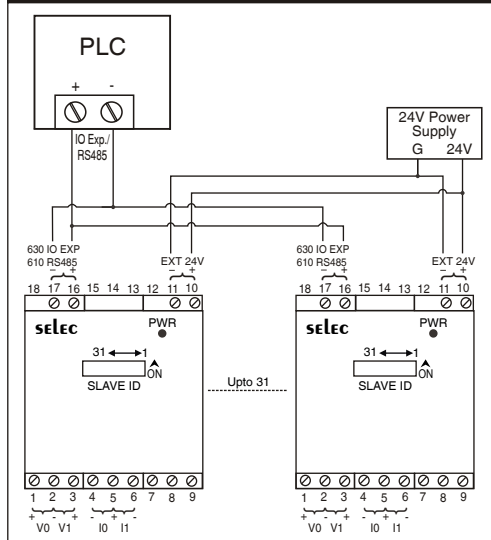 PLC
+ -
IO Exp./
RS485
24V Power
Supply
G 24V
630 IO EXP
610 RS485
- +
EXT 24V
- +
630 IO EXP
610 RS485
- +
EXT 24V
- +
18 17 16 15 14 13 12 11 10
18 17 16 15 14 13 12 11 10
selec
PWR
31 1
ON
SLAVE ID
Upto 31
selec
PWR
31 1
ON
SLAVE ID
1 2 3 4 5 6 7 8 9
+ - + - + -
V0 V1 I0 I1
1 2 3 4 5 6 7 8 9
+ - + - + -
V0 V1 I0 I1